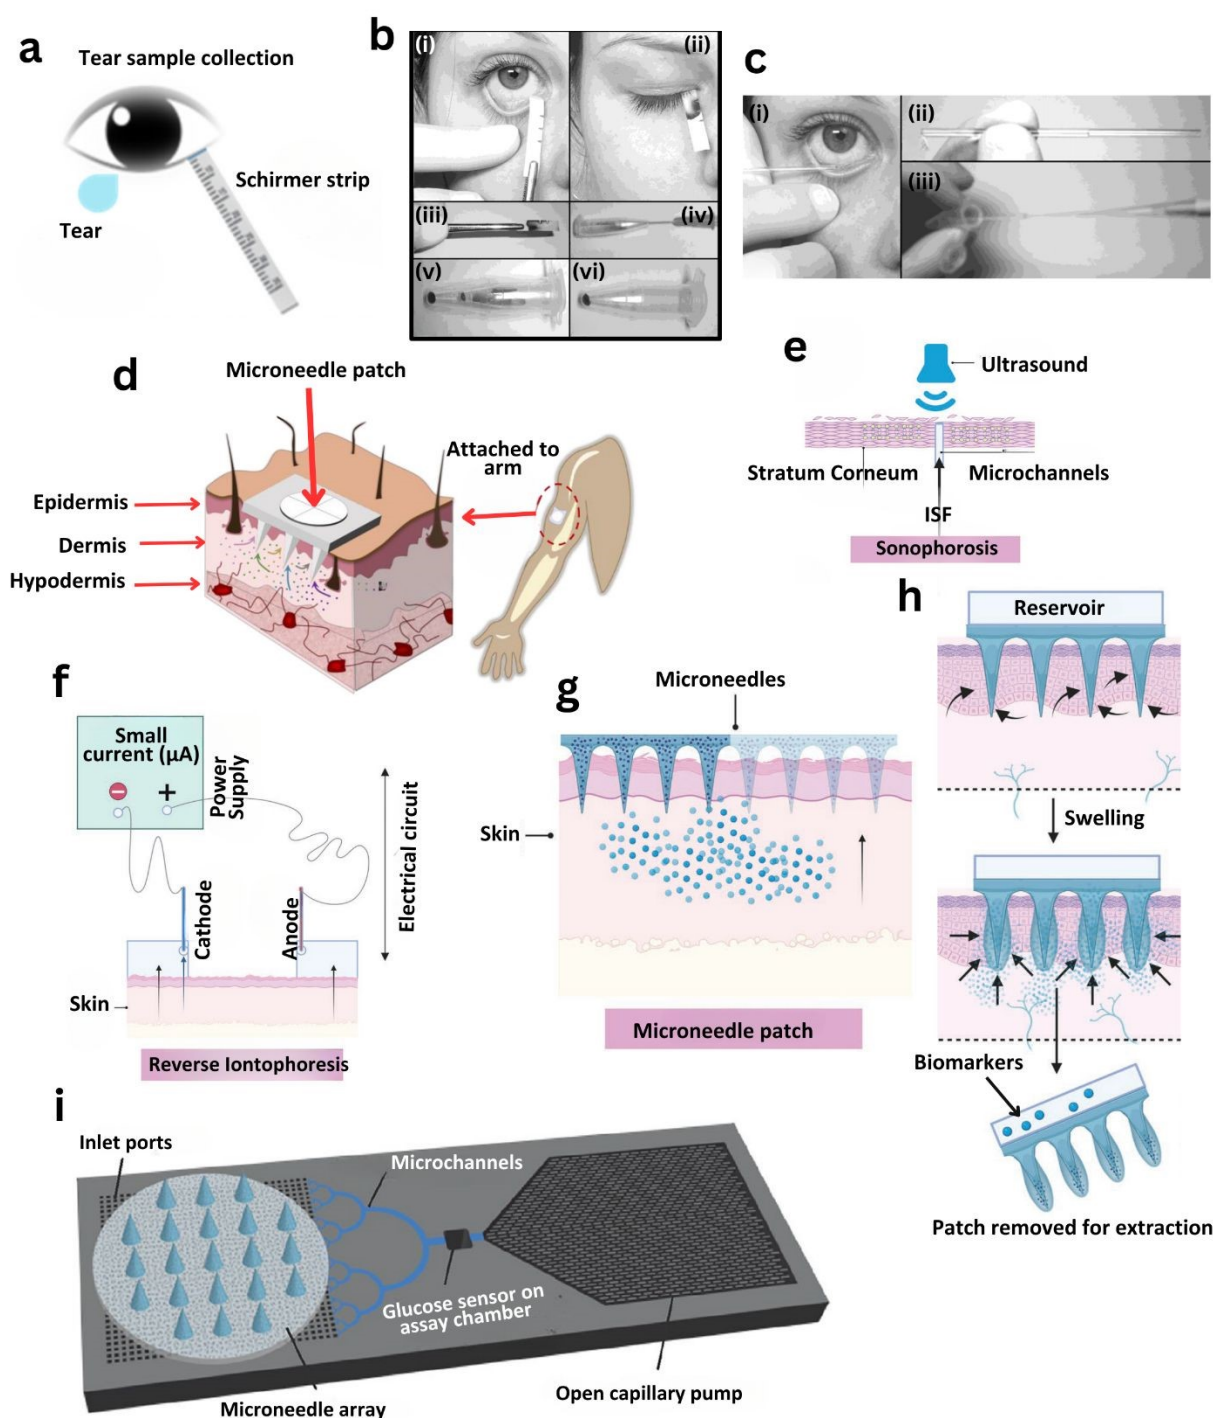 a
Tear sample collection
Schirmer strip
Tear
b
(i)
(ii)
(iii)
(iv)
(v)
(vi)
c
(i)
(ii)
(iii)
d
Microneedle patch
Attached to
arm
Epidermis
Dermis
Hypodermis
e
Ultrasound
Stratum Corneum
Microchannels
ISF
Sonophorosis
f
Small
current (µA)
Power
Supply
Cathode
Anode
Electrical circuit
Skin
Reverse Iontophoresis
g
Microneedles
Skin
Microneedle patch
h
Reservoir
Swelling
Biomarkers
Patch removed for extraction
i
Inlet ports
Microchannels
Glucose sensor on
assay chamber
Open capillary pump
Microneedle array